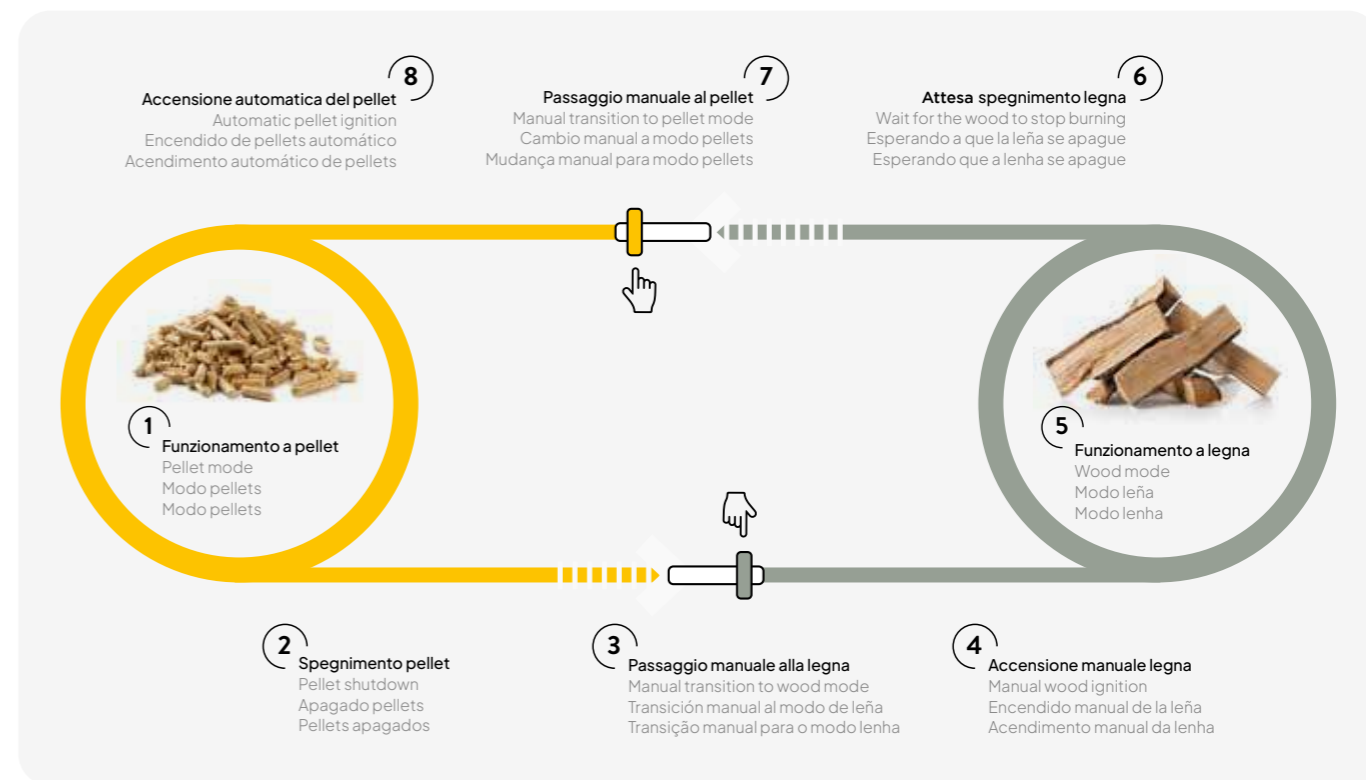 8
Accensione automatica del pellet
Automatic pellet ignition
Encendido de pellets automático
Acendimento automático de pellets
7
Passaggio manuale al pellet
Manual transition to pellet mode
Cambio manual a modo pellets
Mudança manual para modo pellets
6
Attesa spegnimento legna
Wait for the wood to stop burning
Esperando a que la leña se apague
Esperando que a lenha se apague
1
Funzionamento a pellet
Pellet mode
Modo pellets
Modo pellets
5
Funzionamento a legna
Wood mode
Modo leña
Modo lenha
2
Spegnimento pellet
Pellet shutdown
Apagado pellets
Pellets apagados
3
Passaggio manuale alla legna
Manual transition to wood mode
Transición manual al modo de leña
Transição manual para o modo lenha
4
Accensione manuale legna
Manual wood ignition
Encendido manual de la leña
Acendimento manual da lenha